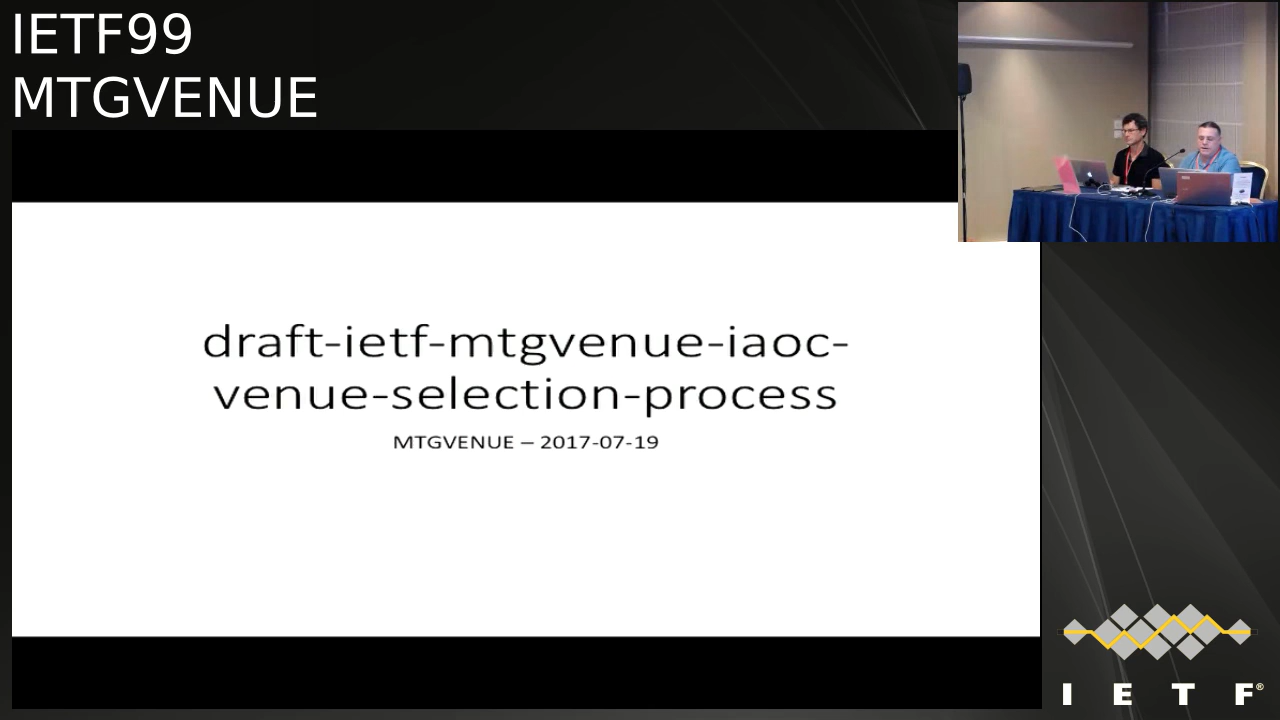 IETF99
MTGVENUE
draft-ietf-mtgvenue-iaoc-
venue-selection-process
MTGVENUE – 2017-07-19
I E T F®